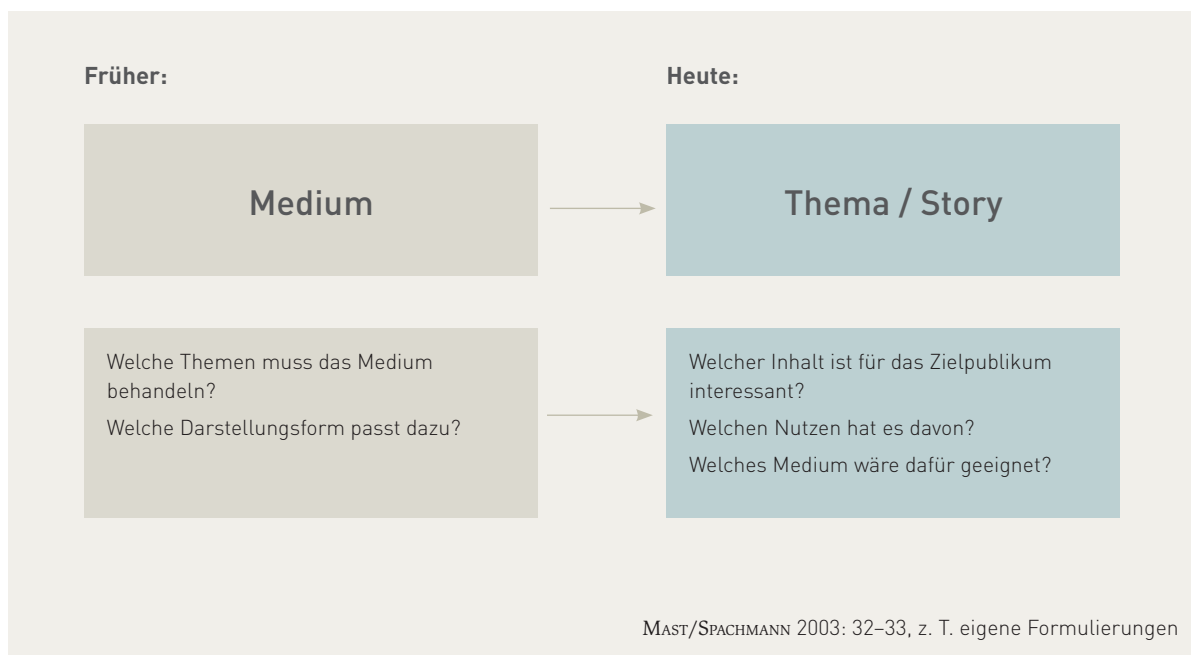 Früher:
Medium
Welche Themen muss das Medium
behandeln?
Welche Darstellungsform passt dazu?
Heute:
Thema / Story
Welcher Inhalt ist für das Zielpublikum
interessant?
Welchen Nutzen hat es davon?
Welches Medium wäre dafür geeignet?
MAST/SPACHMANN 2003: 32–33, z. T. eigene Formulierungen